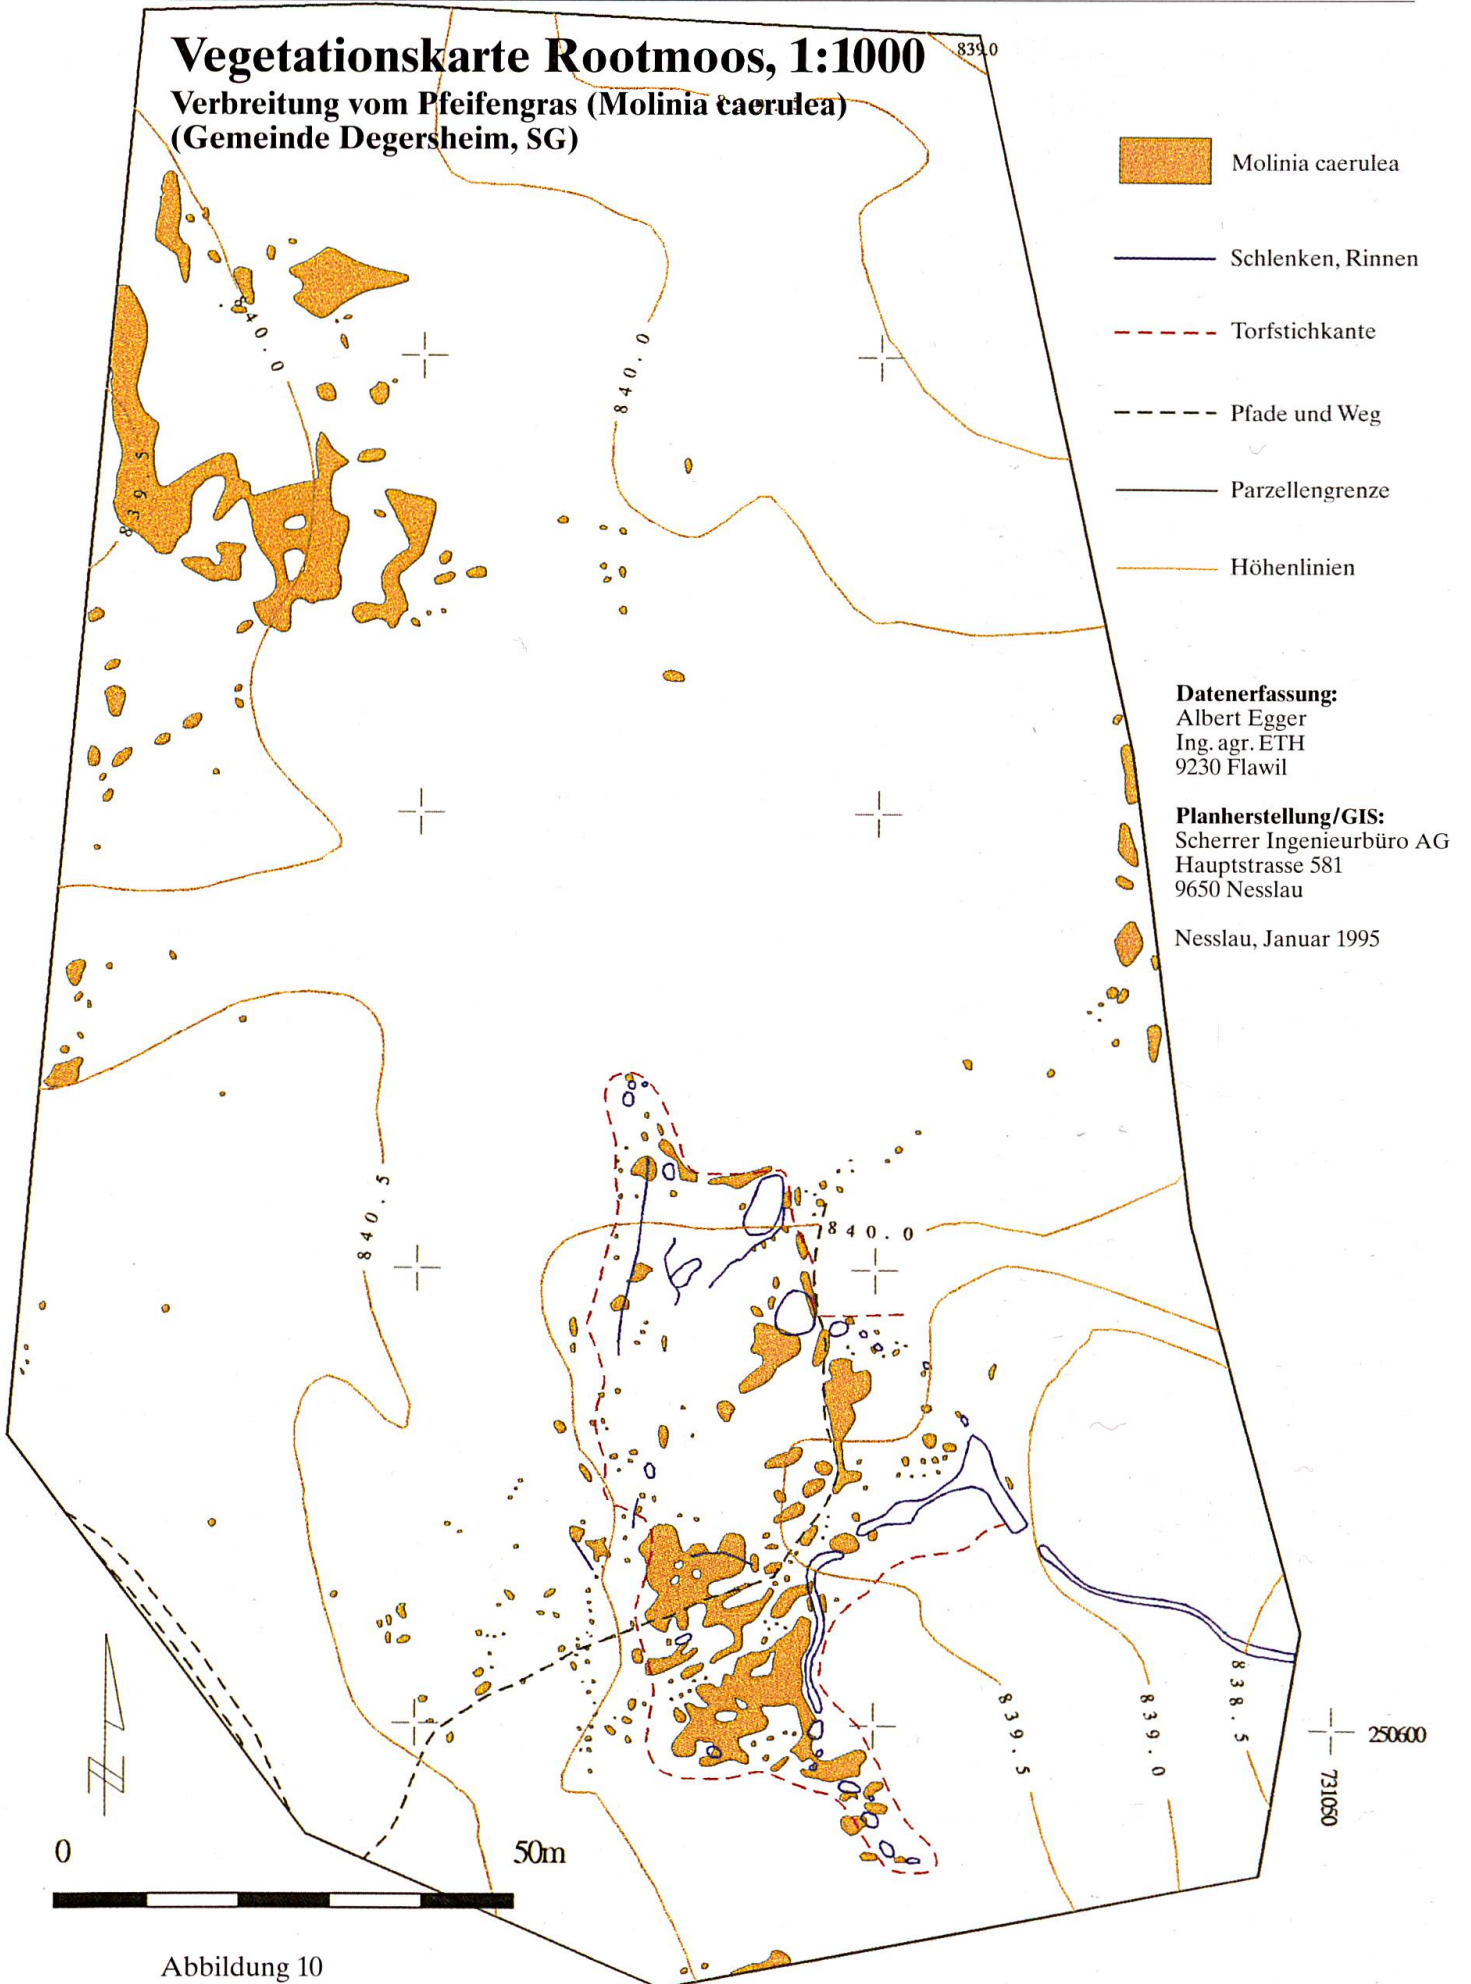 Vegetationskarte Rootmoos, 1:1000
839.0
Verbreitung vom Pfeifengras (Molinia caerulea)
(Gemeinde Degersheim, SG)
Molinia caerulea
Schlenken, Rinnen
Torfstichkante
Pfade und Weg
Parzellengrenze
Höhenlinien
840.0
840.0
839.5
Datenerfassung:
Albert Egger
Ing. agr. ETH
9230 Flawil
Planherstellung/GIS:
Scherrer Ingenieurbüro AG
Hauptstrasse 581
9650 Nesslau
Nesslau, Januar 1995
840.5
840.0
839.5
839.0
838.5
250600
731050
0
50m
Abbildung 10